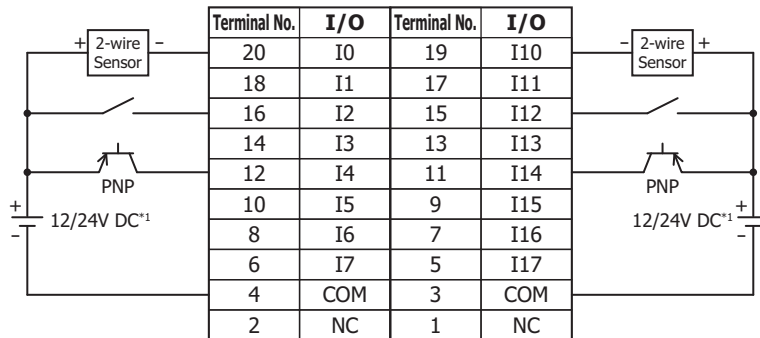 Terminal No. I/O Terminal No. I/O
+ 2-wire Sensor – 20 I0 19 I10 – 2-wire Sensor +
18 I1 17 I11
16 I2 15 I12
14 I3 13 I13
12 I4 11 I14
PNP PNP
10 I5 9 I15
+ – 12/24V DC*1 12/24V DC*1 + –
8 I6 7 I16
6 I7 5 I17
4 COM 3 COM
2 NC 1 NC